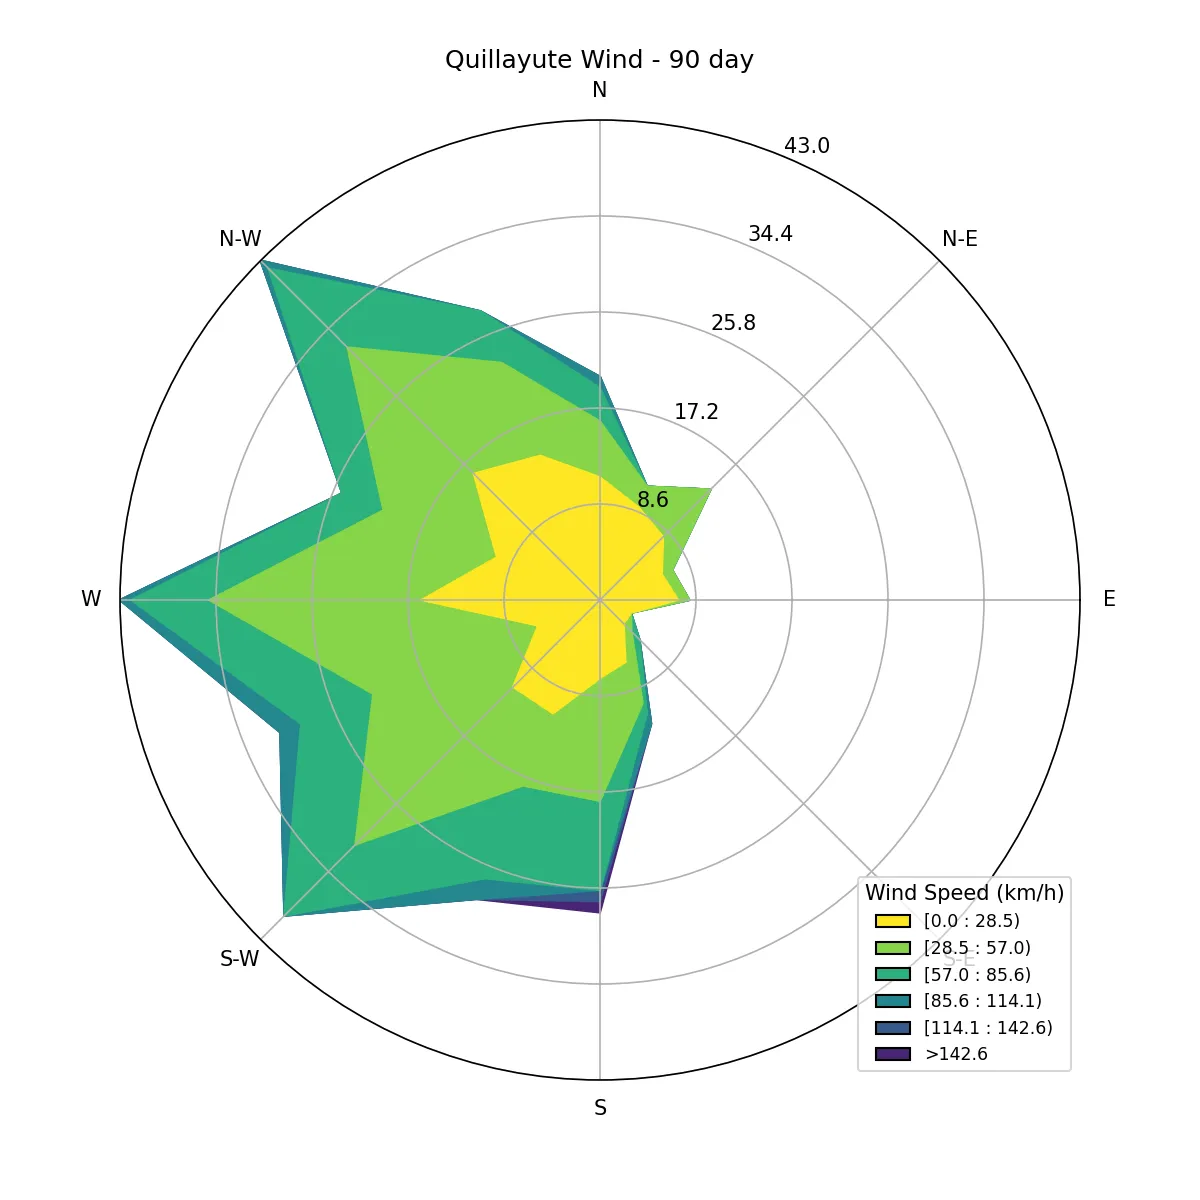 Quillayute Wind - 90 day
N
43.0
N-W
34.4
N-E
25.8
17.2
8.6
W
E
S-W
S-E
S
Wind Speed (km/h)
[0.0 : 28.5)
[28.5 : 57.0)
[57.0 : 85.6)
[85.6 : 114.1)
[114.1 : 142.6)
>142.6